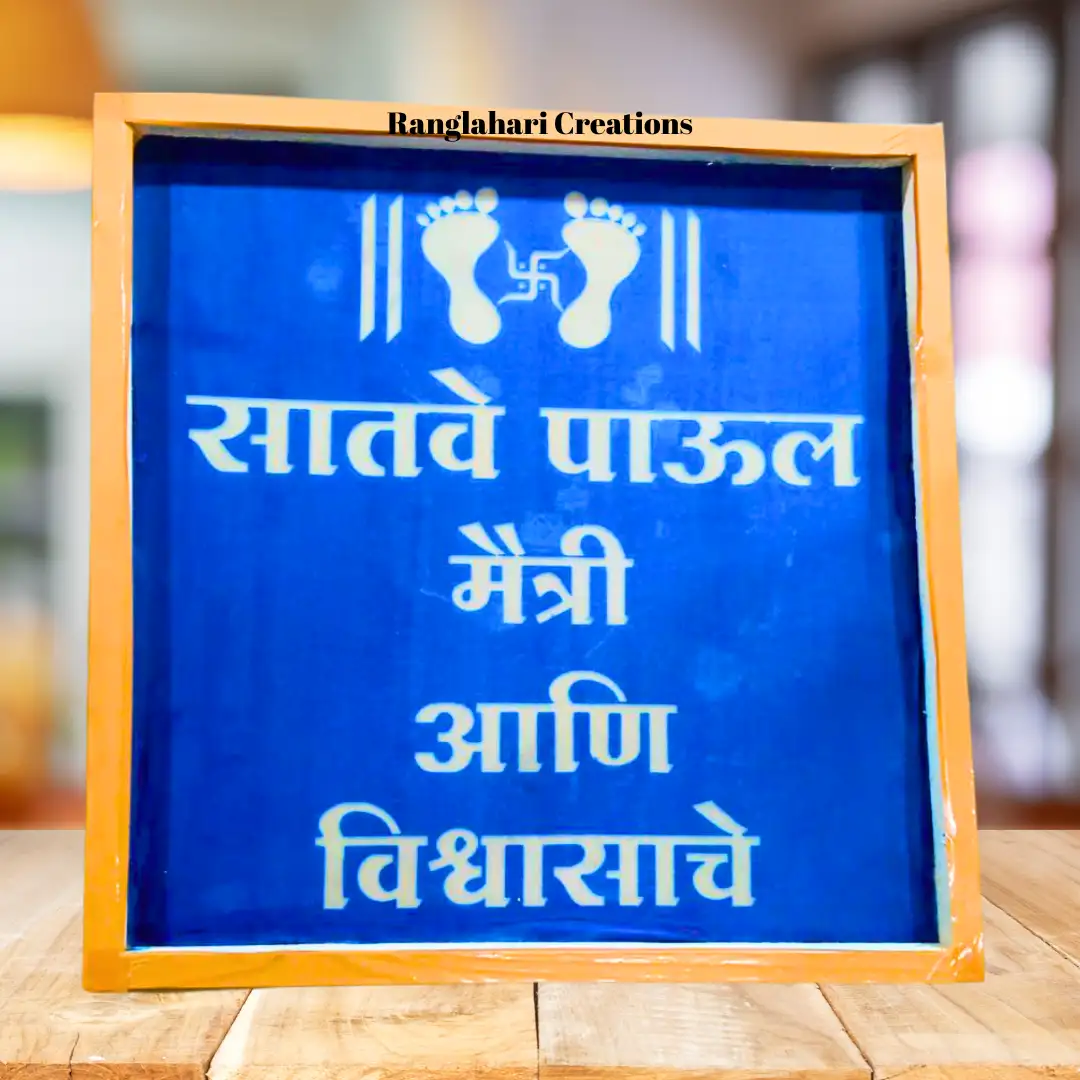 Ranglahari Creations
सातवे पाऊल
मैत्री
आणि
विश्वासाचे